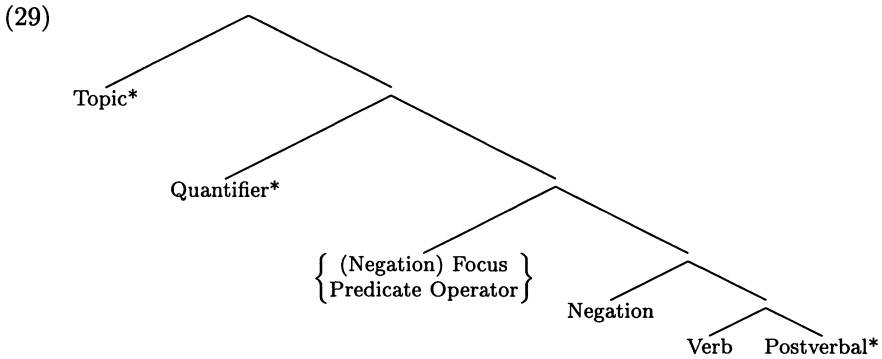 (29)
Topic*
Quantifier*
{ (Negation) Focus
Predicate Operator }
Negation
Verb Postverbal*